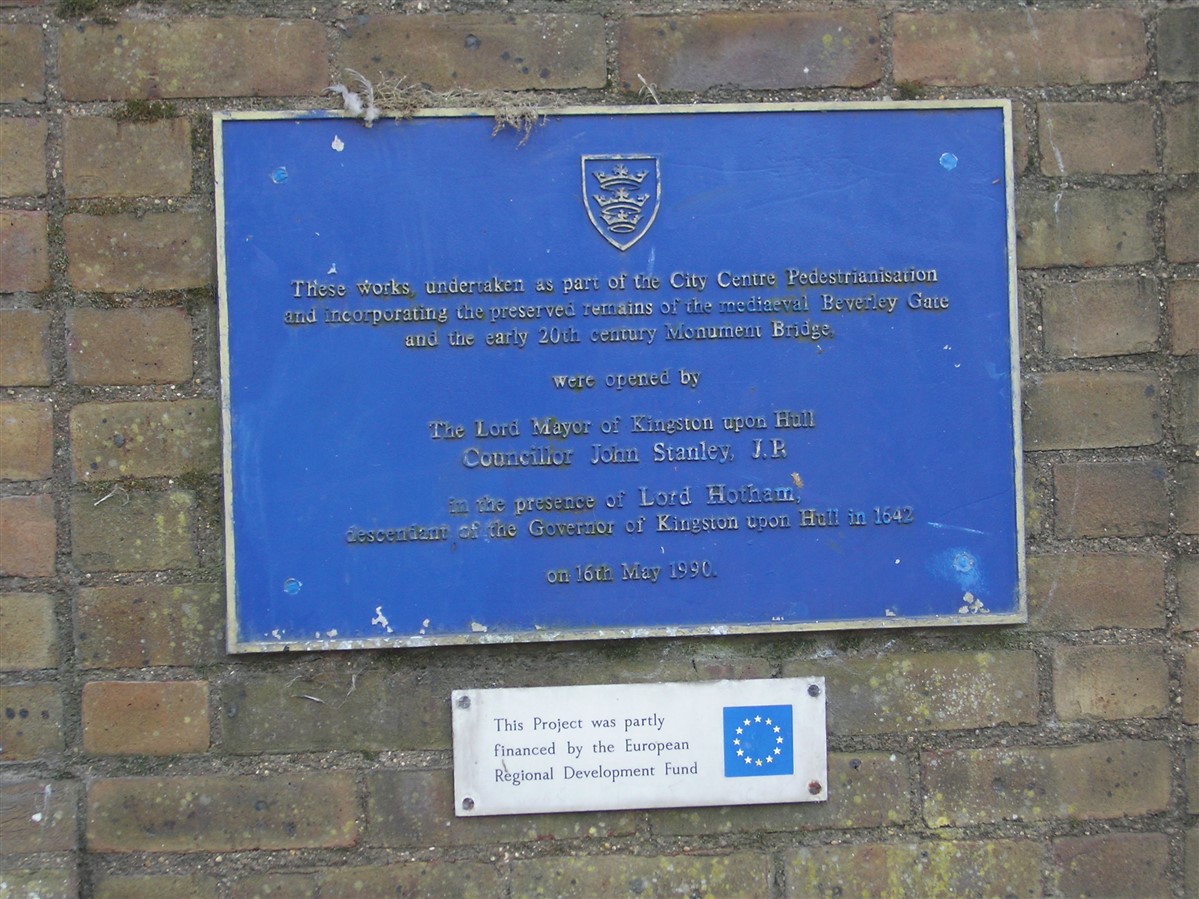 These works, undertaken as part of the City Centre Pedestrianisation
and incorporating the preserved remains of the mediaeval Beverley Gate
and the early 20th century Monument Bridge,
were opened by
The Lord Mayor of Kingston upon Hull
Councillor John Stanley, J.P.
in the presence of Lord Hotham,
descendant of the Governor of Kingston upon Hull in 1642
on 16th May 1990.
This Project was partly
financed by the European
Regional Development Fund